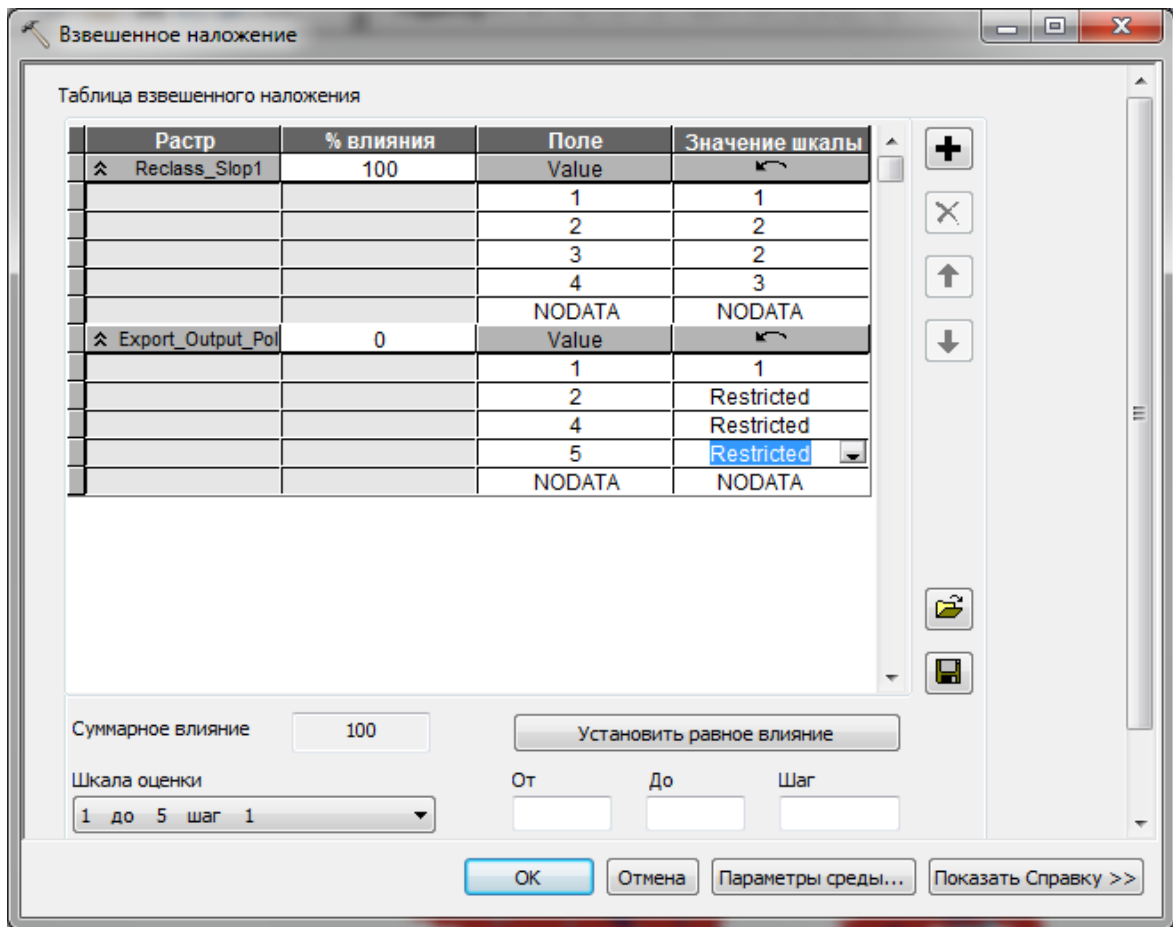 Взвешенное наложение
Таблица взвешенного наложения
Растр % влияния Поле Значение шкалы
Reclass_Slop1 100 Value
1 1
2 2
3 2
4 3
NODATA NODATA
Export_Output_Pol 0 Value
1 1
2 Restricted
4 Restricted
5 Restricted
NODATA NODATA
Суммарное влияние 100 Установить равное влияние
Шкала оценки От До Шаг
1 до 5 шаг 1
OK Отмена Параметры среды... Показать Справку >>